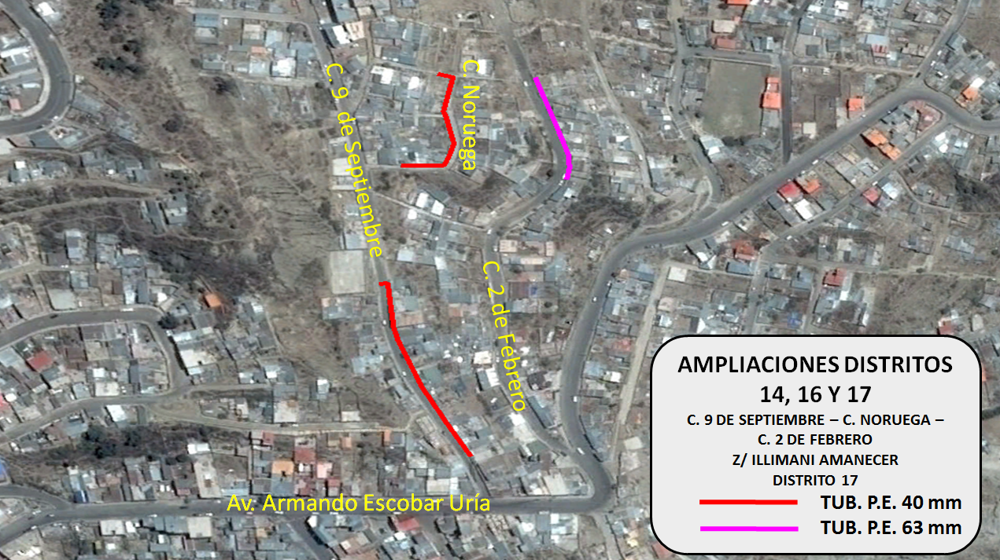 C. 9 de Septiembre
C. Noruega
C. 2 de Febrero
Av. Armando Escobar Uría
AMPLIACIONES DISTRITOS
14, 16 Y 17
C. 9 DE SEPTIEMBRE – C. NORUEGA –
C. 2 DE FEBRERO
Z/ ILLIMANI AMANECER
DISTRITO 17
TUB. P.E. 40 mm
TUB. P.E. 63 mm